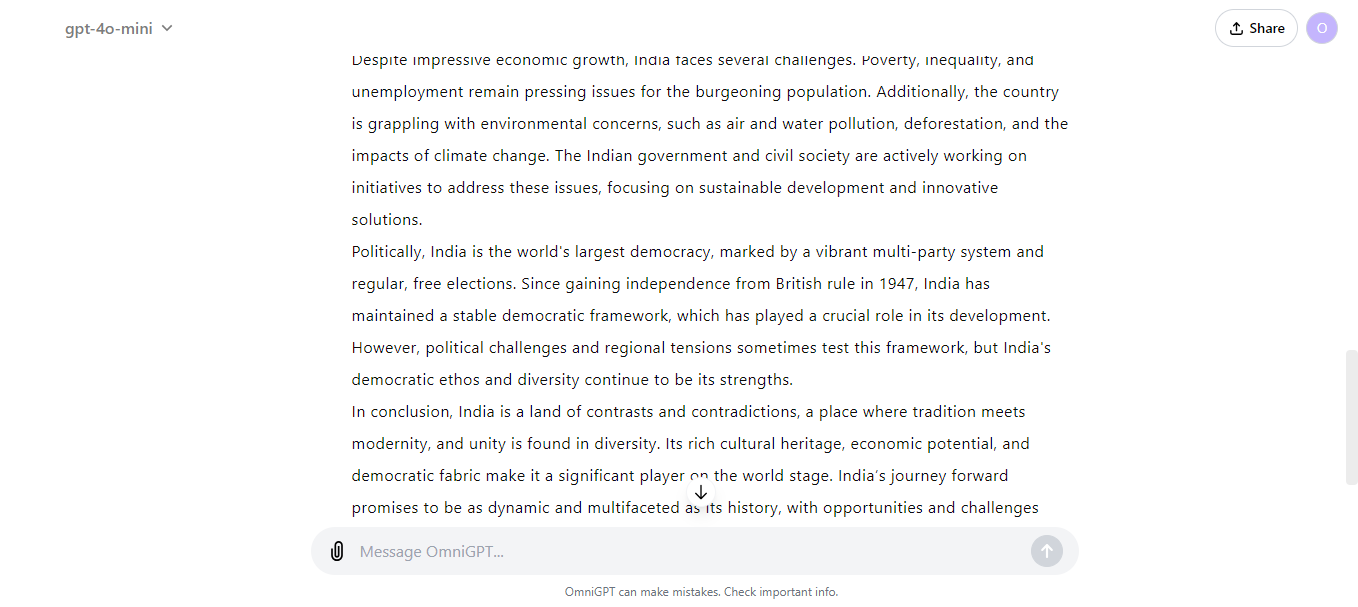 gpt-4o-mini
Share
O
Despite impressive economic growth, India faces several challenges. Poverty, inequality, and
unemployment remain pressing issues for the burgeoning population. Additionally, the country
is grappling with environmental concerns, such as air and water pollution, deforestation, and the
impacts of climate change. The Indian government and civil society are actively working on
initiatives to address these issues, focusing on sustainable development and innovative
solutions.
Politically, India is the world's largest democracy, marked by a vibrant multi-party system and
regular, free elections. Since gaining independence from British rule in 1947, India has
maintained a stable democratic framework, which has played a crucial role in its development.
However, political challenges and regional tensions sometimes test this framework, but India's
democratic ethos and diversity continue to be its strengths.
In conclusion, India is a land of contrasts and contradictions, a place where tradition meets
modernity, and unity is found in diversity. Its rich cultural heritage, economic potential, and
democratic fabric make it a significant player on the world stage. India's journey forward
promises to be as dynamic and multifaceted as its history, with opportunities and challenges
Message OmniGPT...
OmniGPT can make mistakes. Check important info.